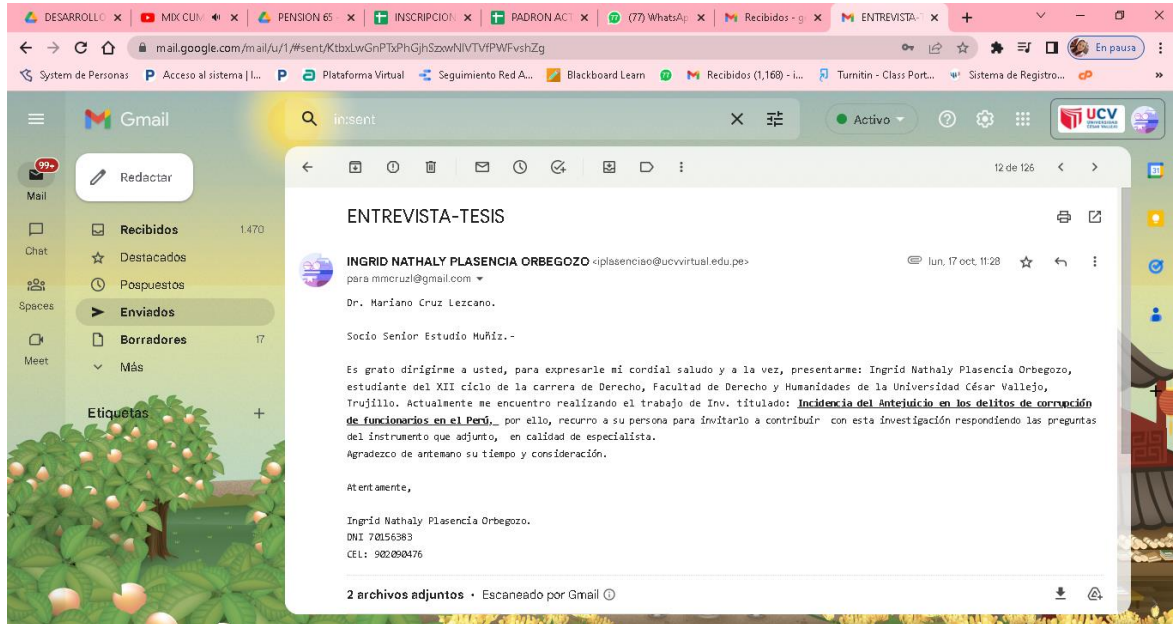 DESARROLLO
MIX CUM
PENSION 65
INSCRIPCION
PADRON ACT
(77) WhatsAp
Recibidos - g
ENTREVISTA-T
mail.google.com/mail/u/1/#sent/KtbxLwGnPTxPhGjhSzxwNlVTVfPWFvshZg
En pausa
System de Personas
Acceso al sistema | I...
Plataforma Virtual
Seguimiento Red A...
Blackboard Learn
Recibidos (1,168) - i...
Turnitin - Class Port...
Sistema de Registro...
Gmail
in:sent
Activo
UCV
UNIVERSIDAD
CÉSAR VALLEJO
99+
Mail
Chat
Spaces
Meet
Redactar
Recibidos 1.470
Destacados
Pospuestos
Enviados
Borradores 17
Más
Etiquetas
12 de 126
31
ENTREVISTA-TESIS
INGRID NATHALY PLASENCIA ORBEGOZO <iplasenciao@ucvvirtual.edu.pe>
lun, 17 oct, 11:28
para mmcruzl@gmail.com
Dr. Mariano Cruz Lezcano.
Socio Senior Estudio Muñiz.-
Es grato dirigirme a usted, para expresarle mi cordial saludo y a la vez, presentarme: Ingrid Nathaly Plasencia Orbegozo,
estudiante del XII ciclo de la carrera de Derecho, Facultad de Derecho y Humanidades de la Universidad César Vallejo,
Trujillo. Actualmente me encuentro realizando el trabajo de Inv. titulado: Incidencia del Antejuicio en los delitos de corrupción
de funcionarios en el Perú, por ello, recurro a su persona para invitarlo a contribuir con esta investigación respondiendo las preguntas
del instrumento que adjunto, en calidad de especialista.
Agradezco de antemano su tiempo y consideración.
Atentamente,
Ingrid Nathaly Plasencia Orbegozo.
DNI 70156383
CEL: 902090476
2 archivos adjuntos • Escaneado por Gmail